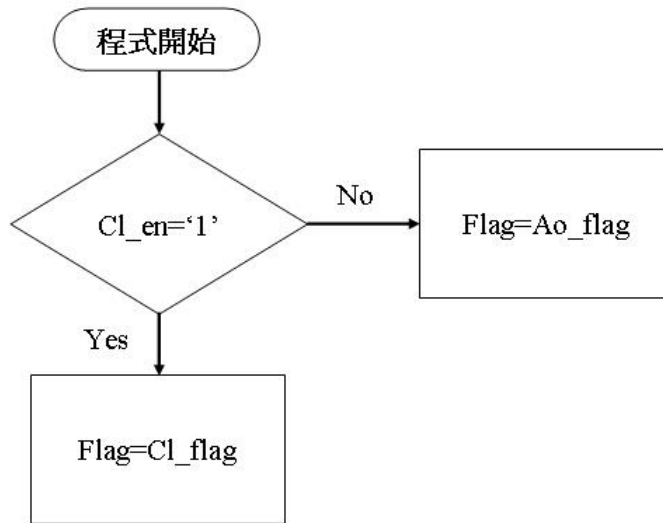 程式開始
Cl_en=‘1’
No
Flag=Ao_flag
Yes
Flag=Cl_flag